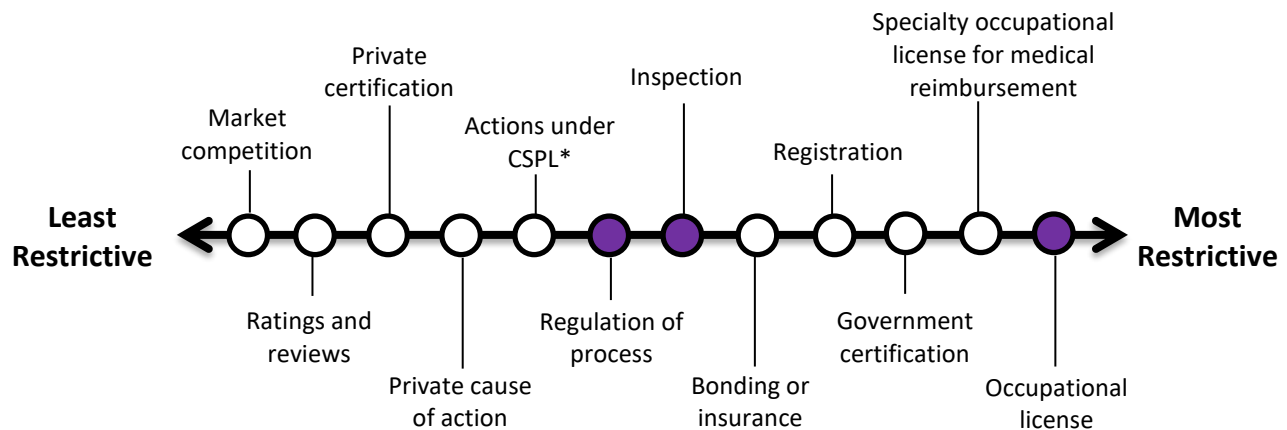 Least
Restrictive
Market
competition
Ratings and
reviews
Private
certification
Private cause
of action
Actions under
CSPL*
Regulation of
process
Inspection
Bonding or
insurance
Registration
Government
certification
Specialty occupational
license for medical
reimbursement
Occupational
license
Most
Restrictive